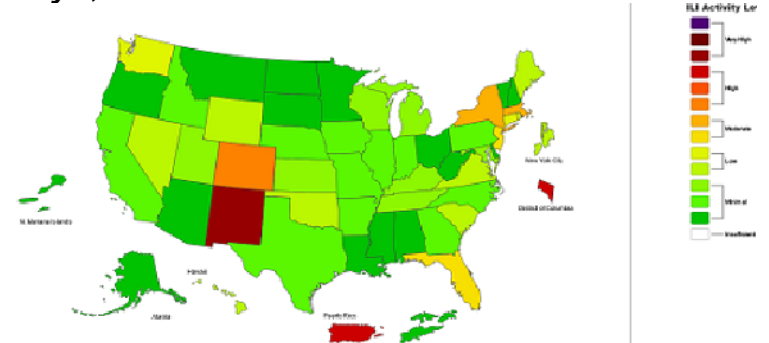 ILI Activity Le
Very High
High
Moderate
Low
Minimal
Insufficient
New York City
District of Columbia
N. Mariana Islands
Hawaii
Alaska
Puerto Rico